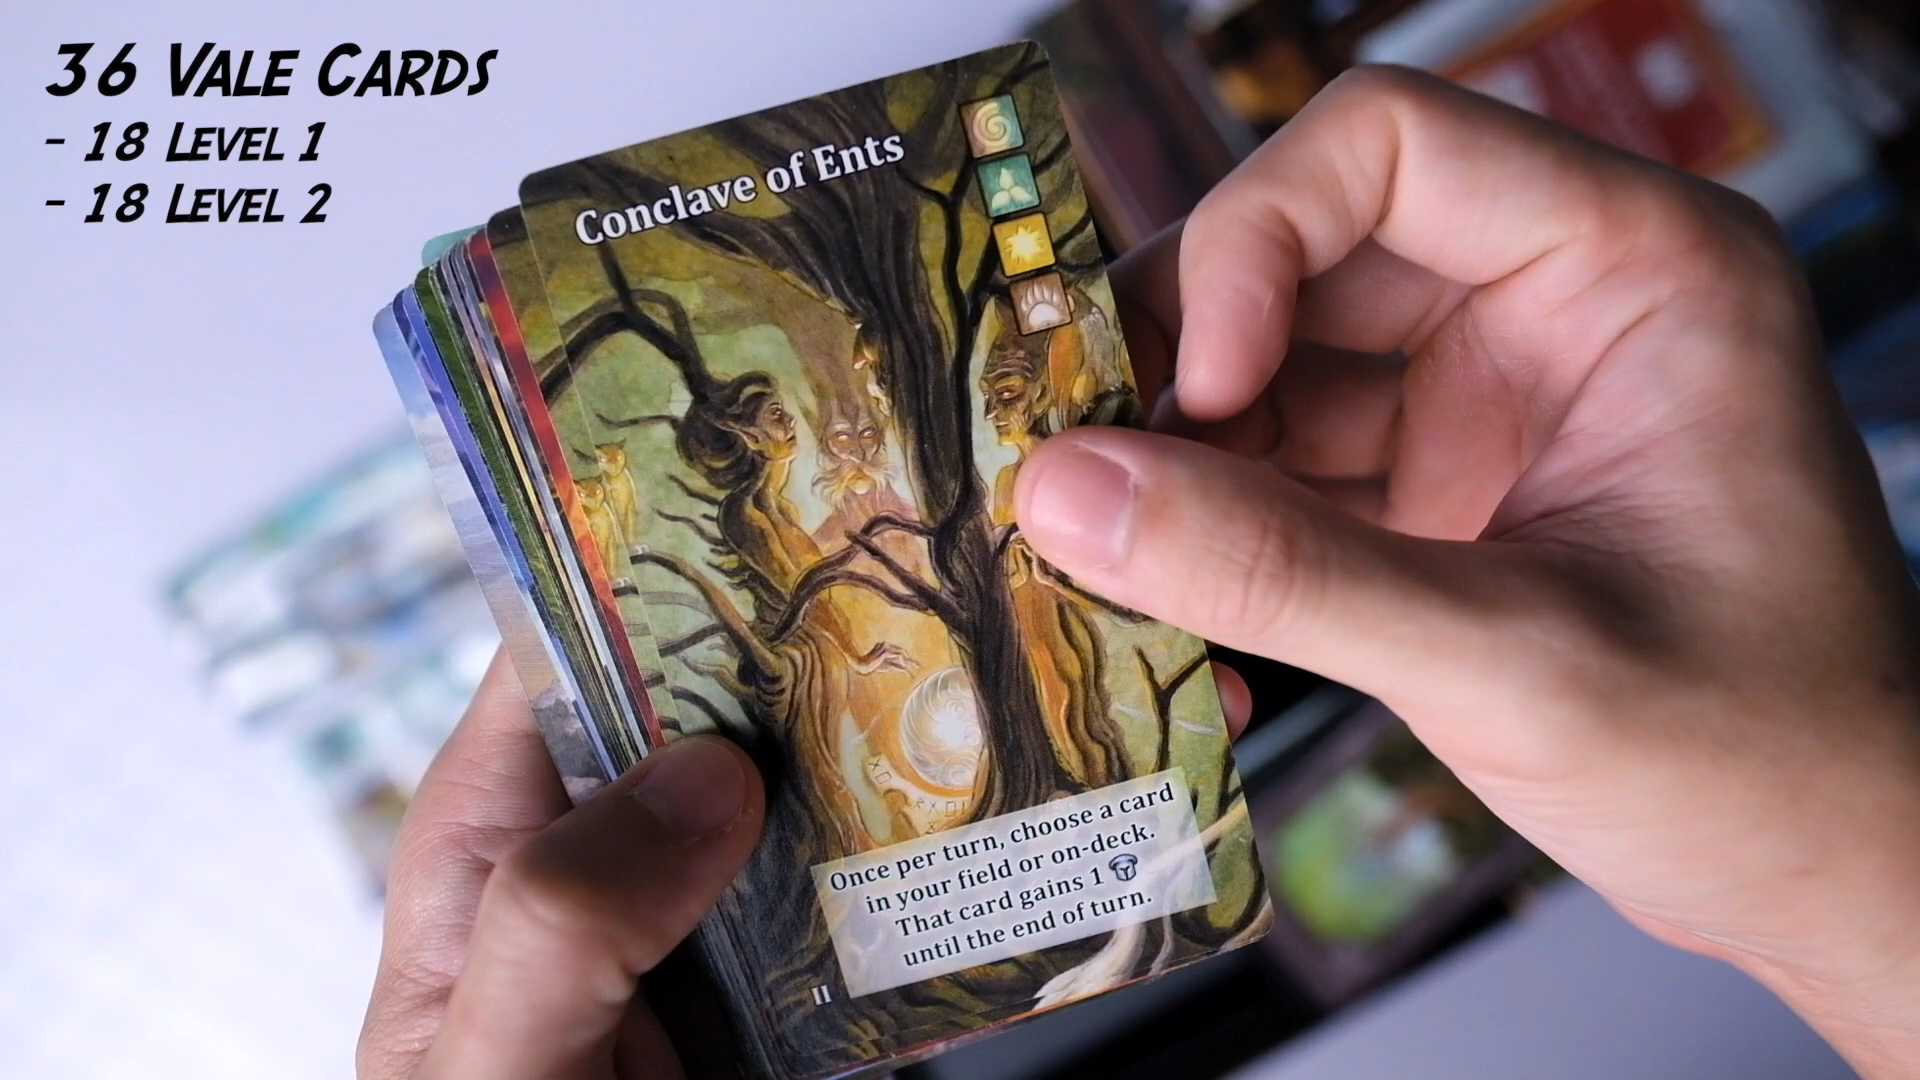 36 VALE CARDS
- 18 LEVEL 1
- 18 LEVEL 2
Conclave of Ents
Once per turn, choose a card
in your field or on-deck.
That card gains 1
until the end of turn.
II